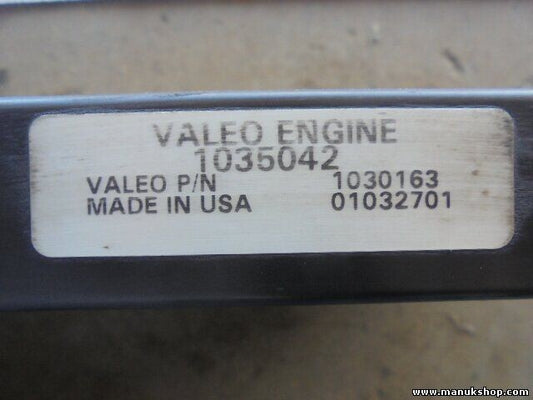 VALEO ENGINE
1035042
VALEO P/N 1030163
MADE IN USA 01032701
www.manukshop.com